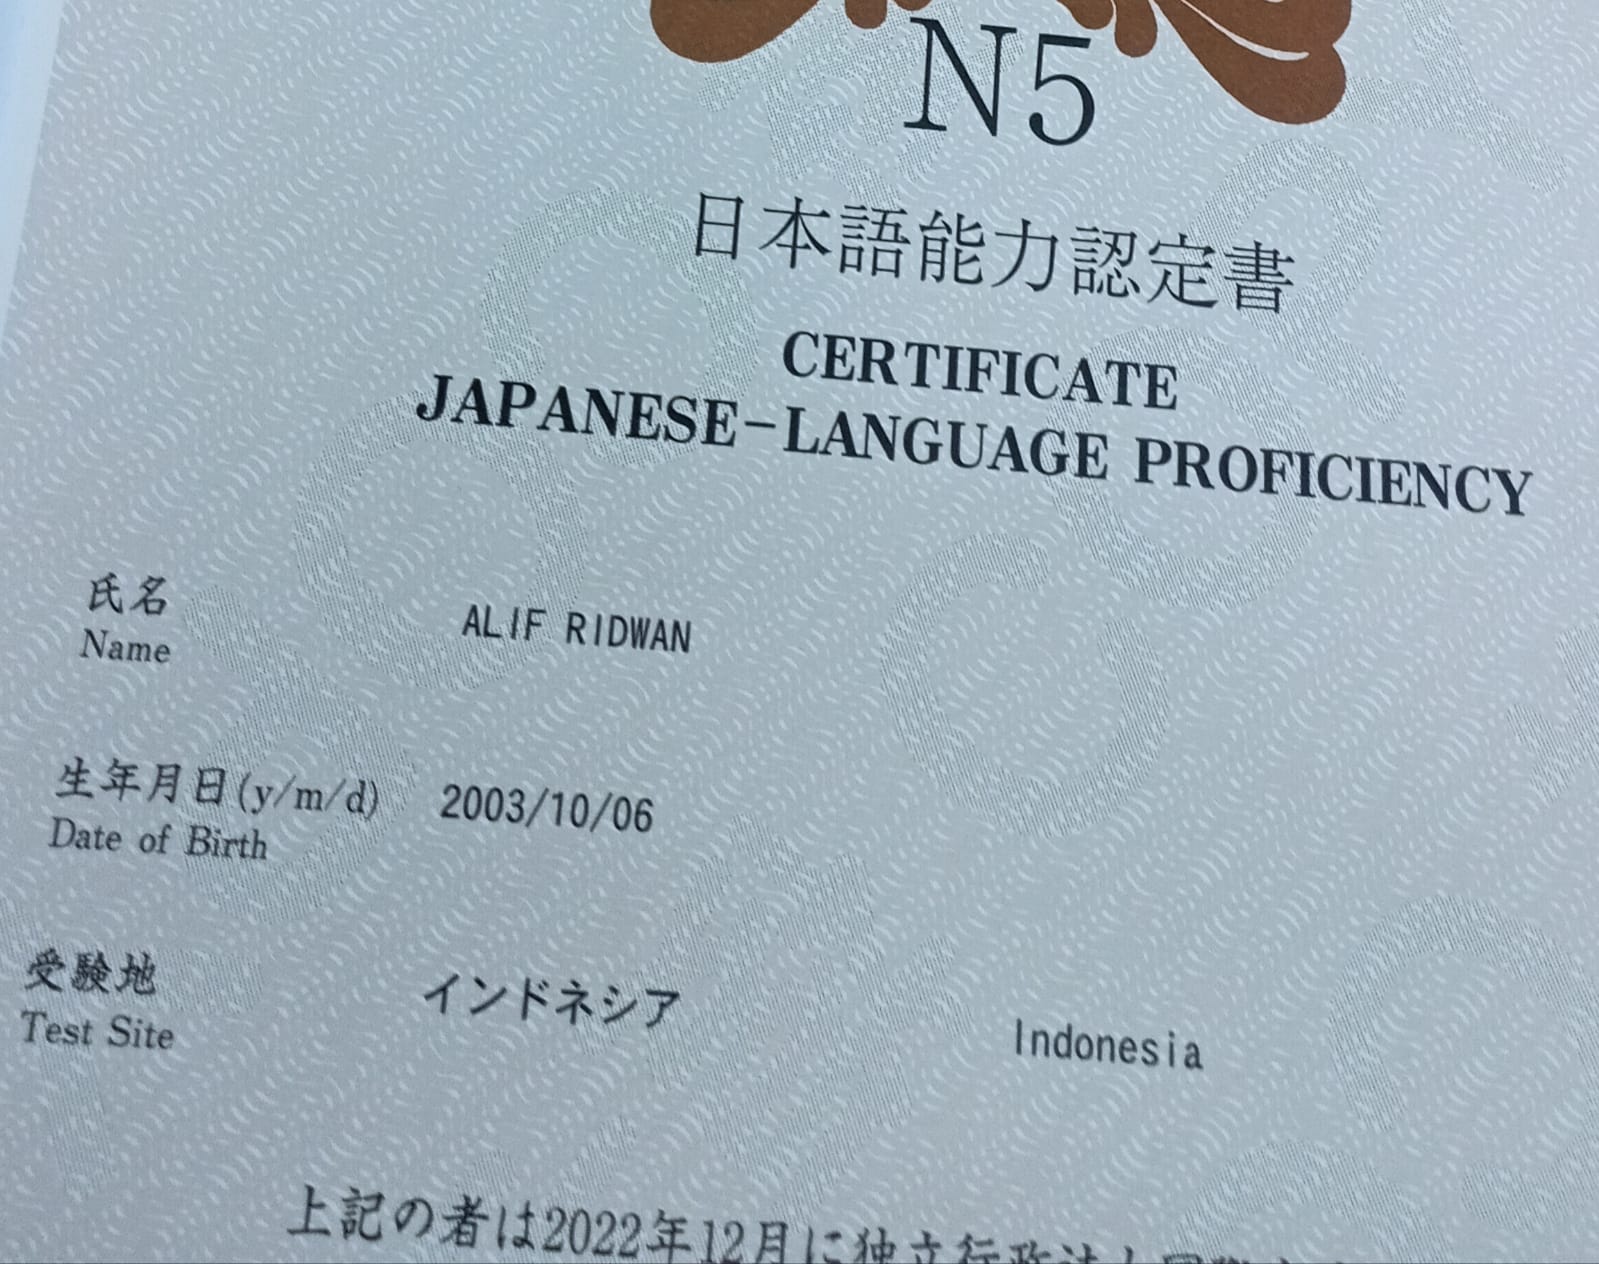 N5
日本語能力認定書
CERTIFICATE
JAPANESE-LANGUAGE PROFICIENCY
氏名 ALIF RIDWAN
Name
生年月日(y/m/d) 2003/10/06
Date of Birth
受験地 インドネシア Indonesia
Test Site
上記の者は2022年12月に独立行政法人国際